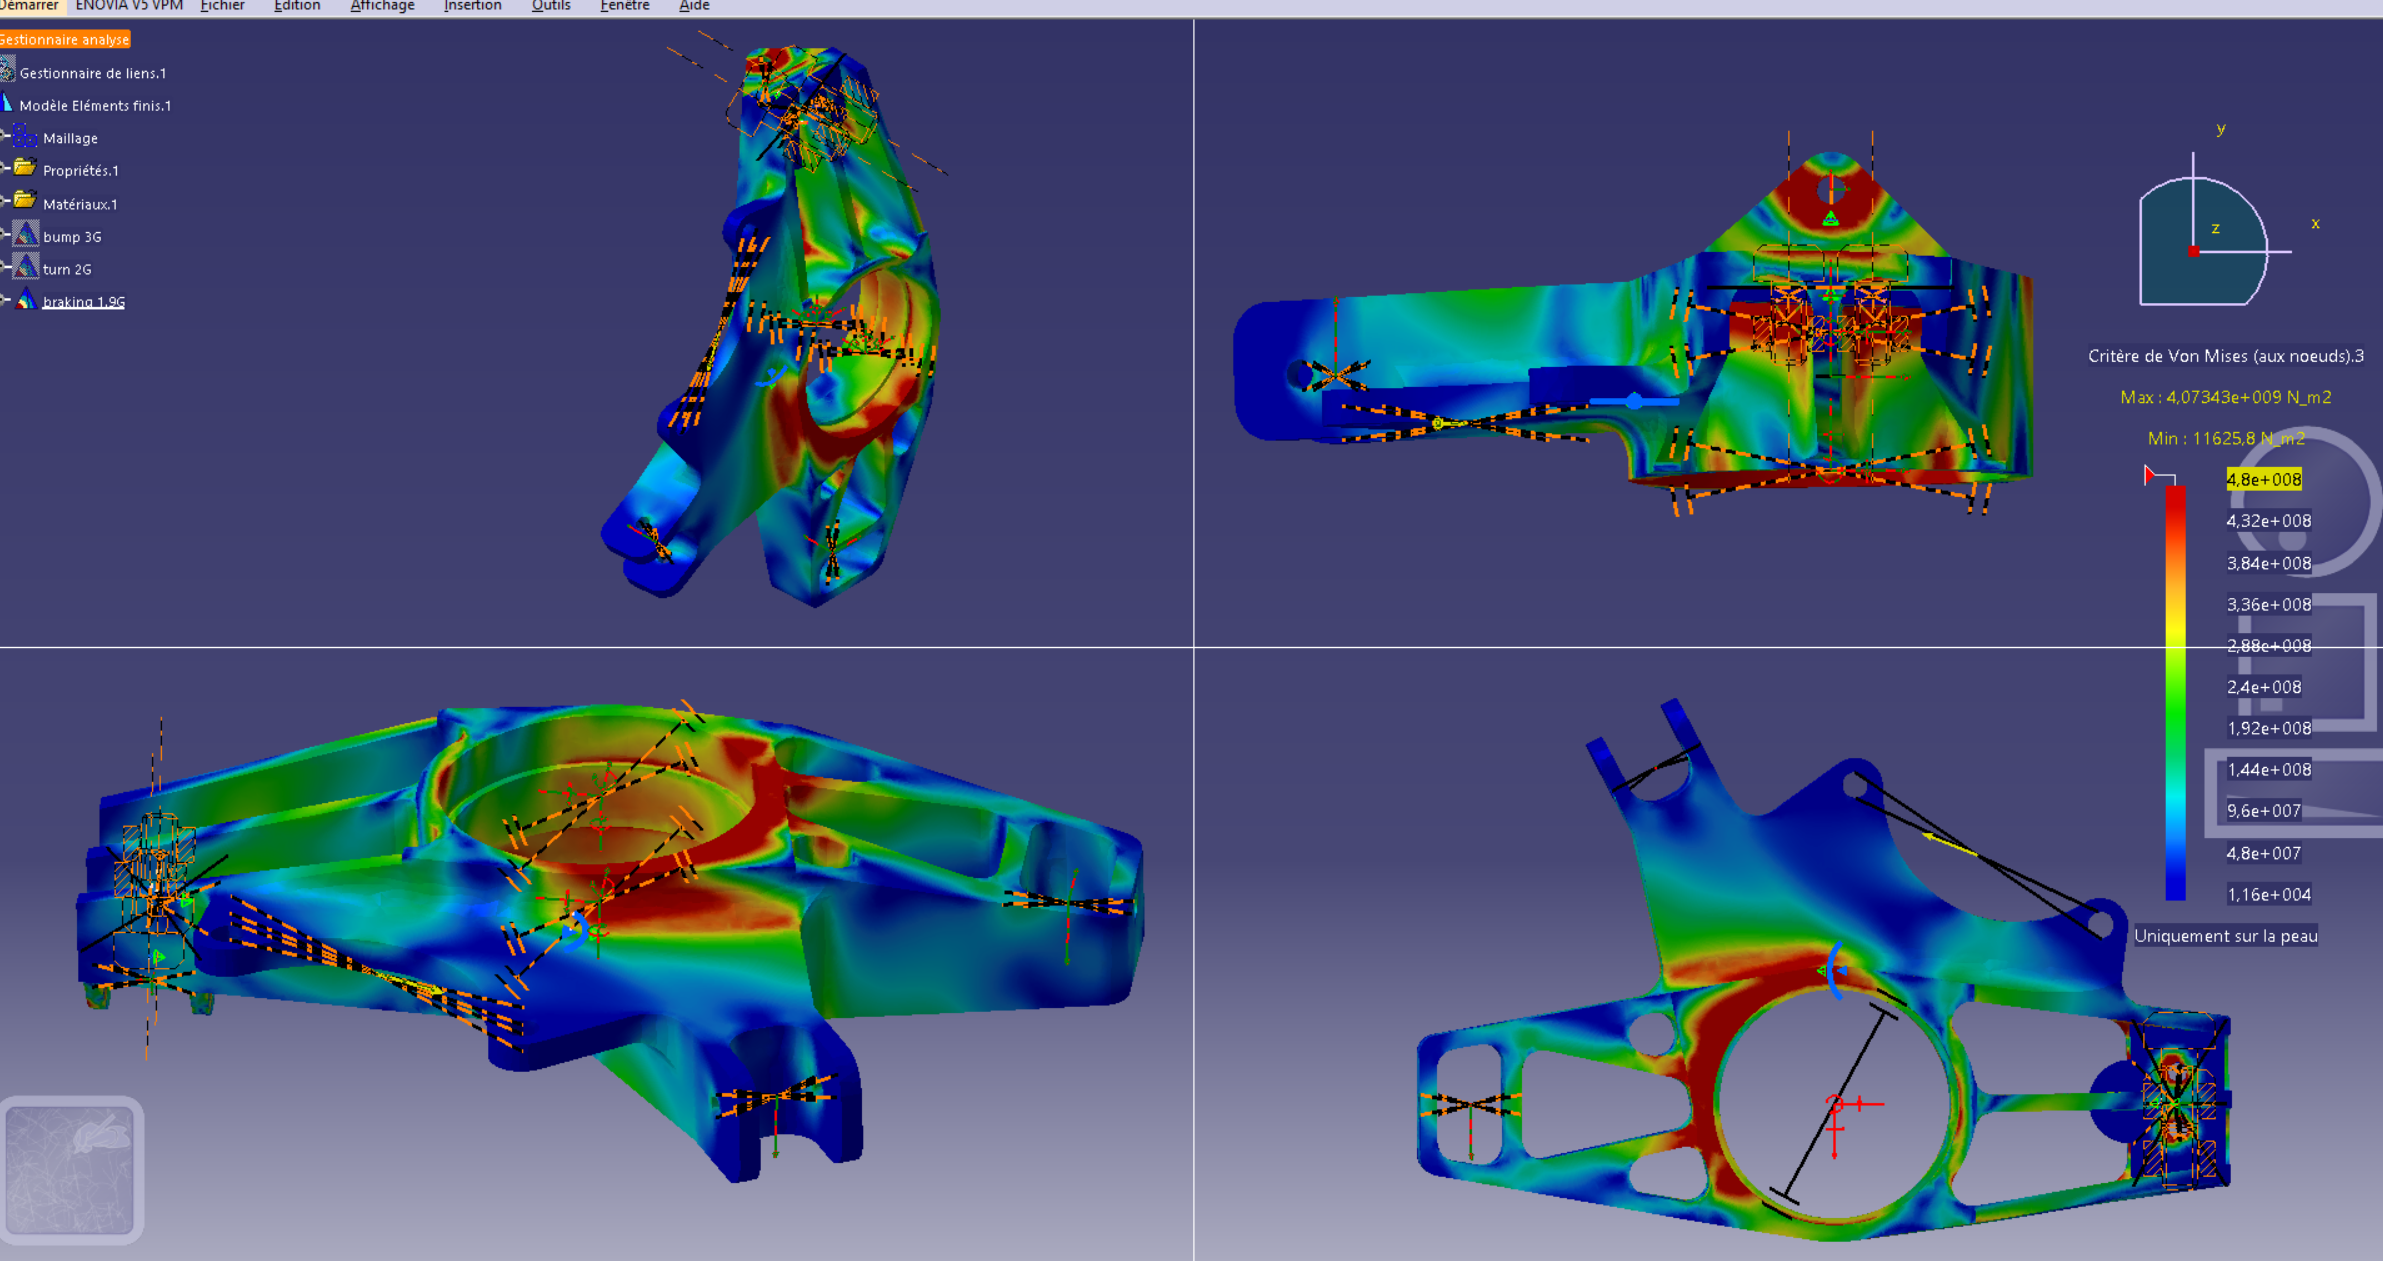 Démarrer ENOVIA V5 VPM Fichier Edition Affichage Insertion Outils Fenêtre Aide
Gestionnaire analyse
Gestionnaire de liens.1
Modèle Eléments finis.1
Maillage
Propriétés.1
Matériaux.1
bump 3G
turn 2G
braking 1.9G
y
x
z
Critère de Von Mises (aux noeuds).3
Max : 4,07343e+009 N_m2
Min : 11625,8 N_m2
4,8e+008
4,32e+008
3,84e+008
3,36e+008
2,88e+008
2,4e+008
1,92e+008
1,44e+008
9,6e+007
4,8e+007
1,16e+004
Uniquement sur la peau